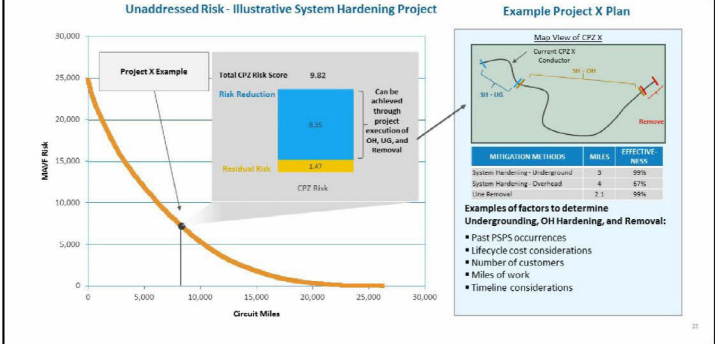 Unaddressed Risk - Illustrative System Hardening Project
Example Project X Plan
30,000
25,000
20,000
15,000
10,000
5,000
0
MAVF Risk
0
5,000
10,000
15,000
20,000
25,000
30,000
Circuit Miles
Project X Example
Total CPZ Risk Score 9.82
Risk Reduction
8.35
Residual Risk
1.47
CPZ Risk
Can be
achieved
through
project
execution of
OH, UG, and
Removal
Map View of CPZ X
Current CPZ X
Conductor
SH - OH
SH - UG
Remove
MITIGATION METHODS MILES EFFECTIVE-
NESS
System Hardening - Underground 3 99%
System Hardening - Overhead 4 67%
Line Removal 2.1 99%
Examples of factors to determine
Undergrounding, OH Hardening, and Removal:
▪ Past PSPS occurrences
▪ Lifecycle cost considerations
▪ Number of customers
▪ Miles of work
▪ Timeline considerations